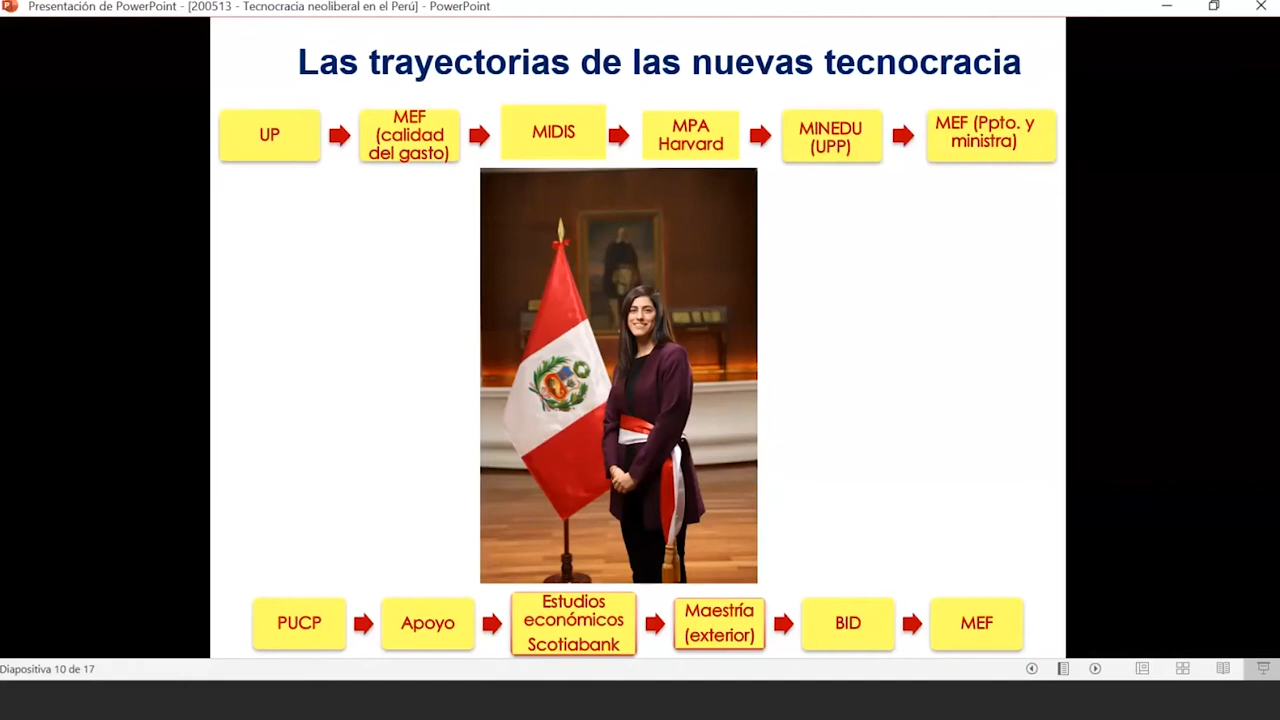 Presentación de PowerPoint - [200513 - Tecnocracia neoliberal en el Perú] - PowerPoint
Las trayectorias de las nuevas tecnocracia
UP
MEF
(calidad
del gasto)
MIDIS
MPA
Harvard
MINEDU
(UPP)
MEF (Ppto. y
ministra)
PUCP
Apoyo
Estudios
económicos
Scotiabank
Maestría
(exterior)
BID
MEF
Diapositiva 10 de 17